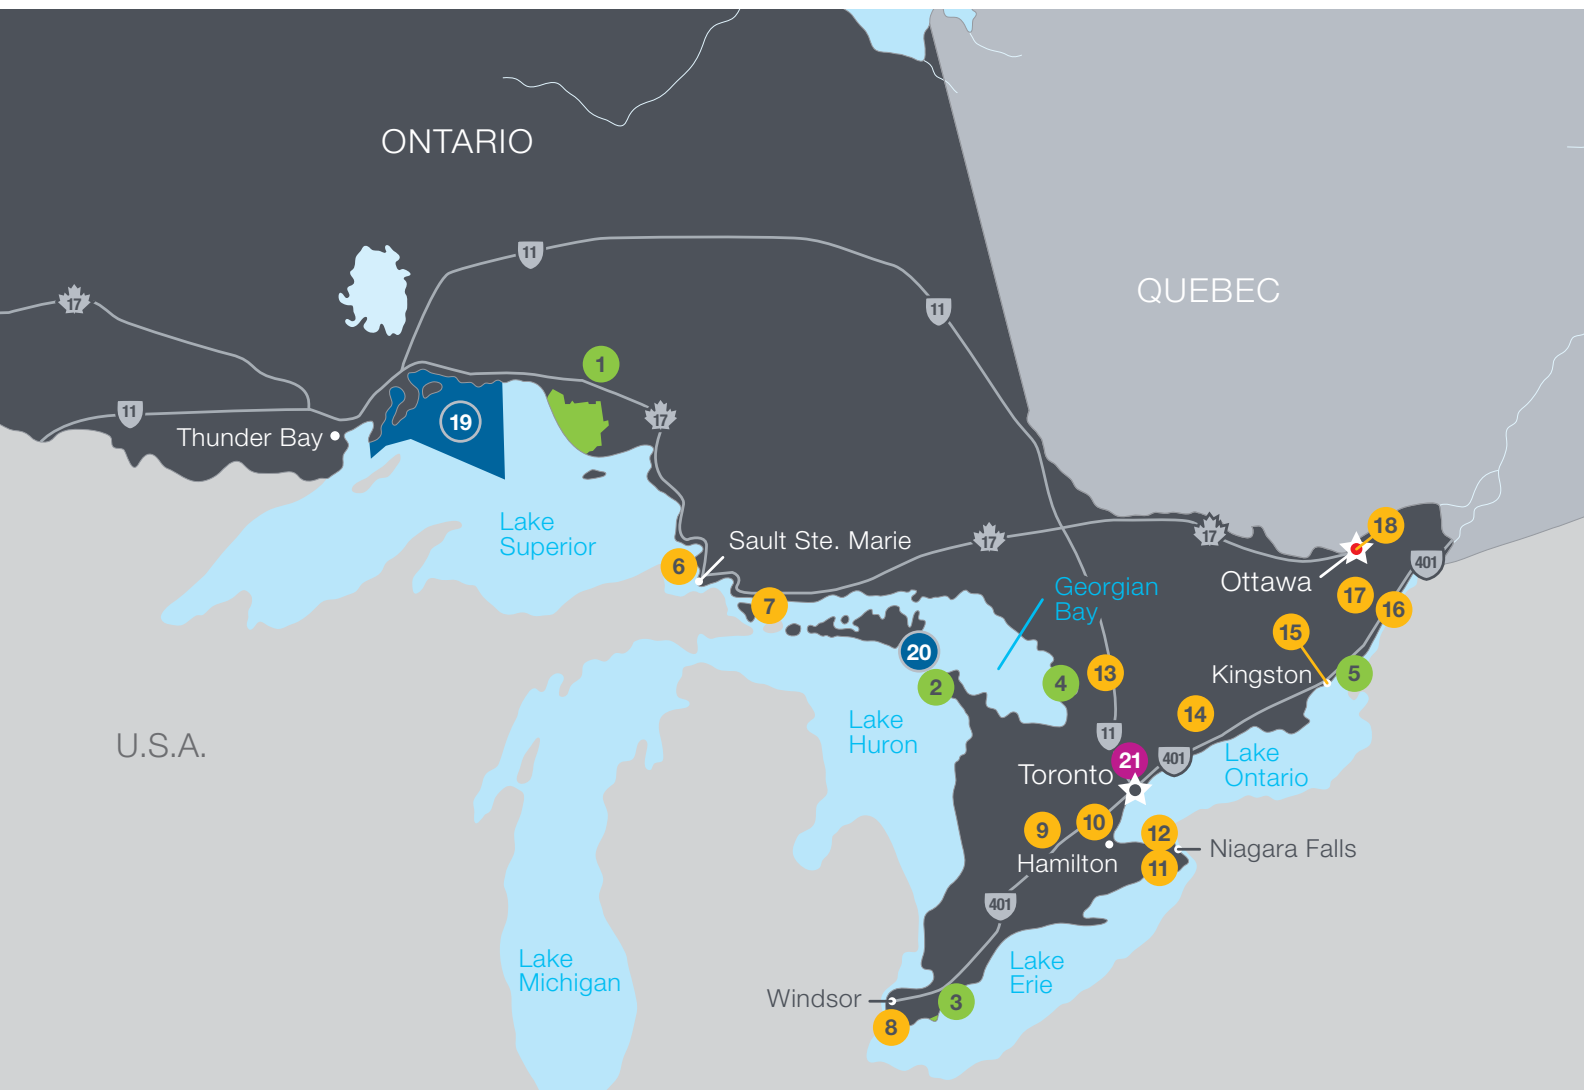 ONTARIO
11
QUEBEC
17
11
1
11
17
19
Thunder Bay
Lake
Superior
18
17
17
Sault Ste. Marie
401
6
Ottawa
Georgian
Bay
17
7
16
15
20
13
Kingston
5
4
2
14
Lake
Huron
11
U.S.A.
401
Lake
Ontario
21
Toronto
10
9
12
Niagara Falls
Hamilton
11
401
Lake
Michigan
Lake
Erie
Windsor
3
8